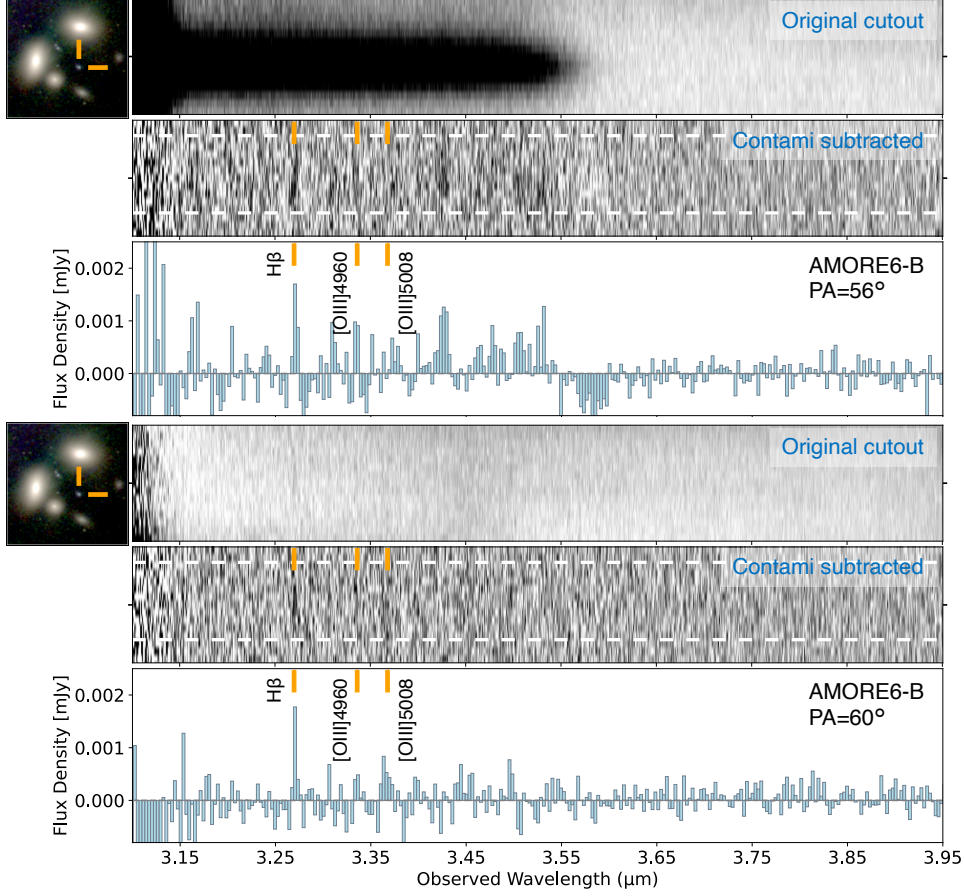 Original cutout
Contami subtracted
Flux Density [mJy]
0.002
0.001
0.000
Hβ
[OIII]4960
[OIII]5008
AMORE6-B
PA=56°
Original cutout
Contami subtracted
Flux Density [mJy]
0.002
0.001
0.000
Hβ
[OIII]4960
[OIII]5008
AMORE6-B
PA=60°
3.15 3.25 3.35 3.45 3.55 3.65 3.75 3.85 3.95
Observed Wavelength (μm)